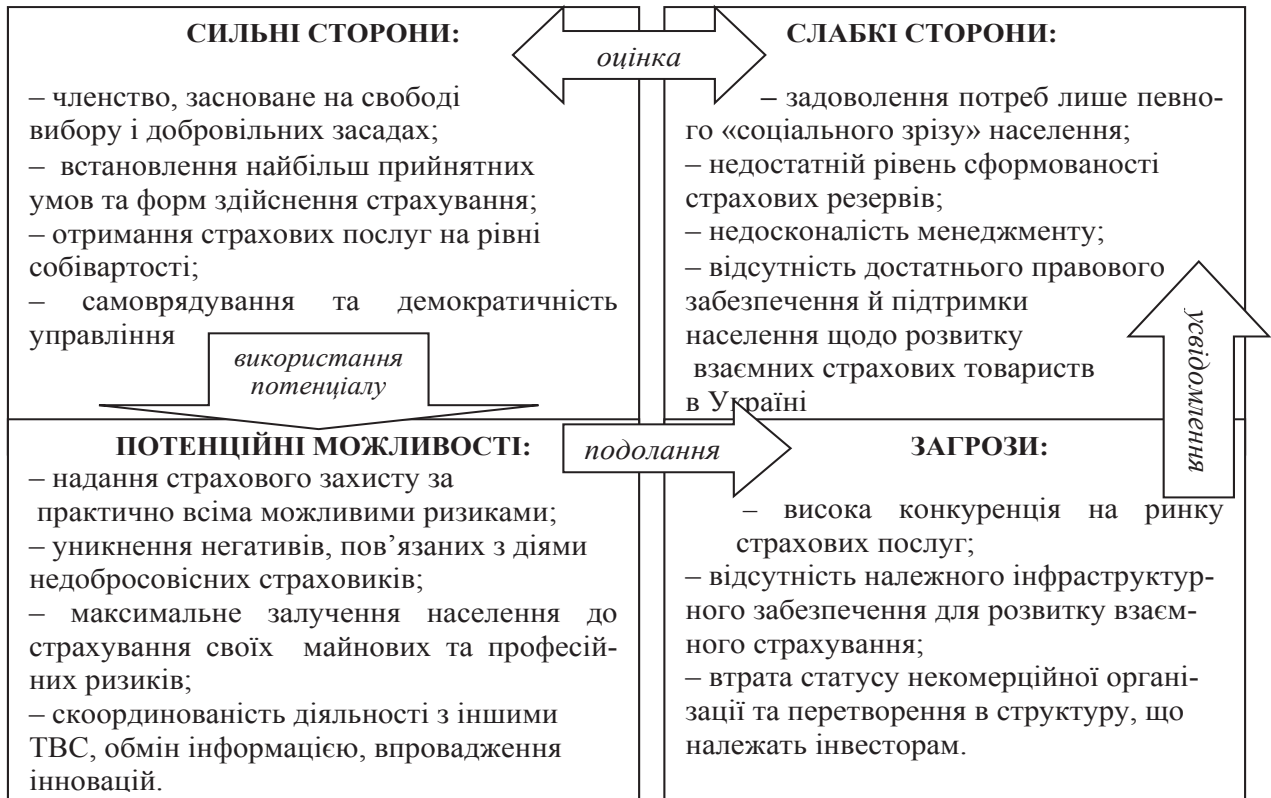 СИЛЬНІ СТОРОНИ:
– членство, засноване на свободі
вибору і добровільних засадах;
– встановлення найбільш прийнятних
умов та форм здійснення страхування;
– отримання страхових послуг на рівні
собівартості;
– самоврядування та демократичність
управління
оцінка
СЛАБКІ СТОРОНИ:
– задоволення потреб лише певно-
го «соціального зрізу» населення;
– недостатній рівень сформованості
страхових резервів;
– недосконалість менеджменту;
– відсутність достатнього правового
забезпечення й підтримки
населення щодо розвитку
взаємних страхових товариств
в Україні
використання
потенціалу
усвідомлення
ПОТЕНЦІЙНІ МОЖЛИВОСТІ:
– надання страхового захисту за
практично всіма можливими ризиками;
– уникнення негативів, пов’язаних з діями
недобросовісних страховиків;
– максимальне залучення населення до
страхування своїх майнових та професій-
них ризиків;
– скоординованість діяльності з іншими
ТВС, обмін інформацією, впровадження
інновацій.
подолання
ЗАГРОЗИ:
– висока конкуренція на ринку
страхових послуг;
– відсутність належного інфраструктур-
ного забезпечення для розвитку взаєм-
ного страхування;
– втрата статусу некомерційної органі-
зації та перетворення в структуру, що
належать інвесторам.